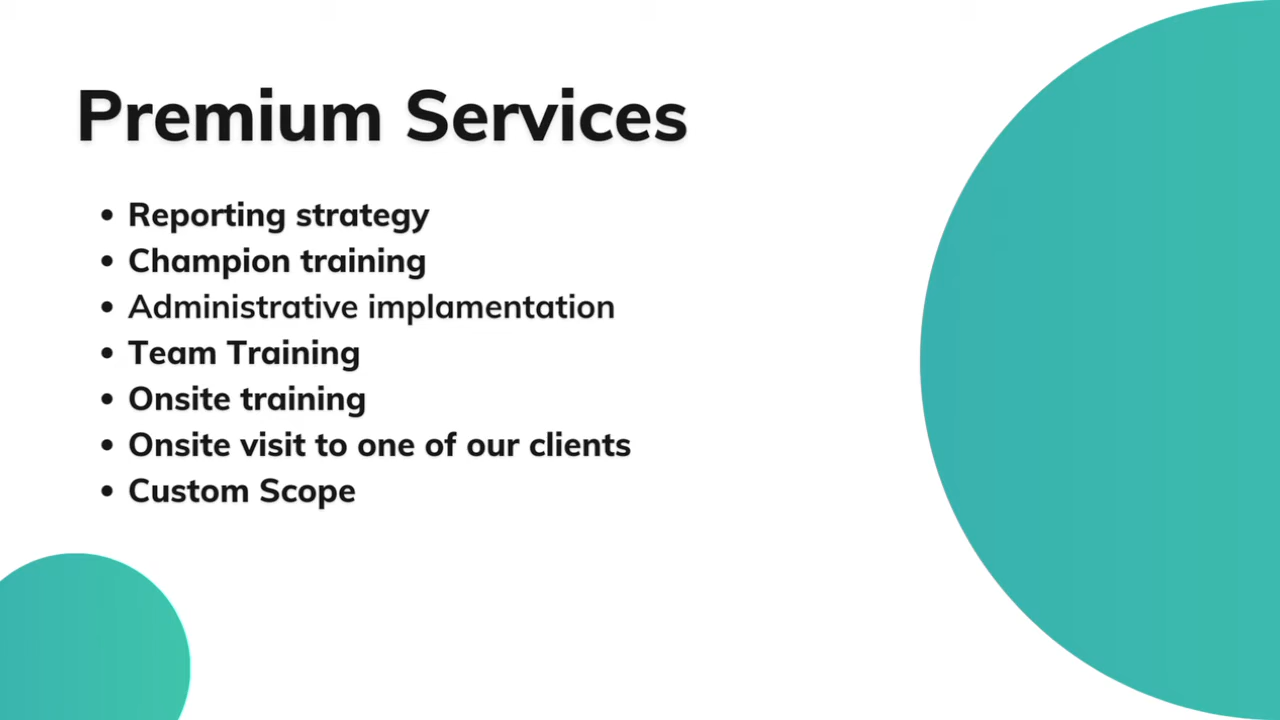 Premium Services
• Reporting strategy
• Champion training
• Administrative implamentation
• Team Training
• Onsite training
• Onsite visit to one of our clients
• Custom Scope